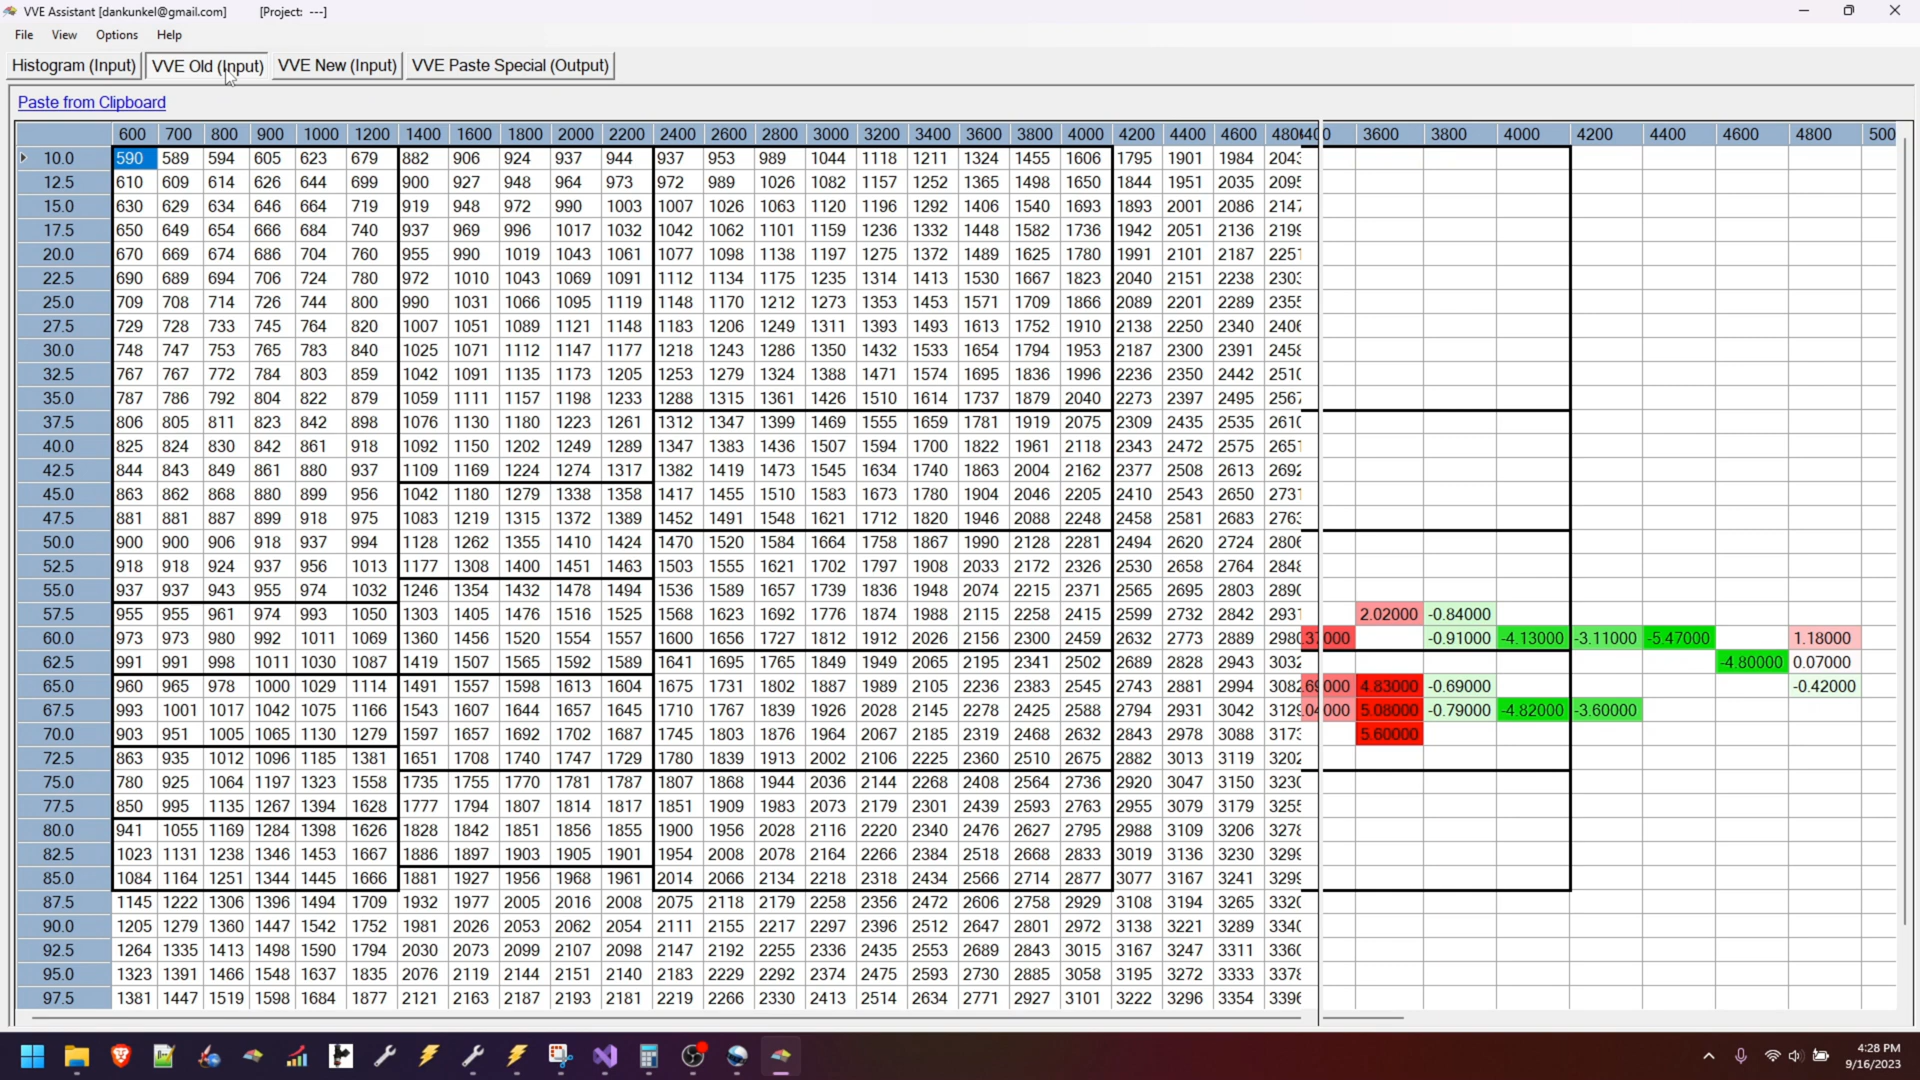 VVE Assistant [dankunkel@gmail.com] [Project: ---]
File View Options Help
Histogram (Input) VVE Old (Input) VVE New (Input) VVE Paste Special (Output)
Paste from Clipboard
600 700 800 900 1000 1200 1400 1600 1800 2000 2200 2400 2600 2800 3000 3200 3400 3600 3800 4000 4200 4400 4600 3600 3800 4000 4200 4400 4600 4800
10.0 590 589 594 605 623 679 882 906 924 937 944 937 953 989 1044 1118 1211 1324 1455 1606 1795 1901 1984 2043
12.5 610 609 614 626 644 699 900 927 948 964 973 972 989 1026 1082 1157 1252 1365 1498 1650 1844 1951 2035 2095
15.0 630 629 634 646 664 719 919 948 972 990 1003 1007 1026 1063 1120 1196 1292 1406 1540 1693 1893 2001 2086 2147
17.5 650 649 654 666 684 740 937 969 996 1017 1032 1042 1062 1101 1159 1236 1332 1448 1582 1736 1942 2051 2136 2199
20.0 670 669 674 686 704 760 955 990 1019 1043 1061 1077 1098 1138 1197 1275 1372 1489 1625 1780 1991 2101 2187 2251
22.5 690 689 694 706 724 780 972 1010 1043 1069 1091 1112 1134 1175 1235 1314 1413 1530 1667 1823 2040 2151 2238 2303
25.0 709 708 714 726 744 800 990 1031 1066 1095 1119 1148 1170 1212 1273 1353 1453 1571 1709 1866 2089 2201 2289 2355
27.5 729 728 733 745 764 820 1007 1051 1089 1121 1148 1183 1206 1249 1311 1393 1493 1613 1752 1910 2138 2250 2340 2406
30.0 748 747 753 765 783 840 1025 1071 1112 1147 1177 1218 1243 1286 1350 1432 1533 1654 1794 1953 2187 2300 2391 2458
32.5 767 767 772 784 803 859 1042 1091 1135 1173 1205 1253 1279 1324 1388 1471 1574 1695 1836 1996 2236 2350 2442 2510
35.0 787 786 792 804 822 879 1059 1111 1157 1198 1233 1288 1315 1361 1426 1510 1614 1737 1879 2040 2273 2397 2495 2567
37.5 806 805 811 823 842 898 1076 1130 1180 1223 1261 1312 1347 1399 1469 1555 1659 1781 1919 2075 2309 2435 2535 2610
40.0 825 824 830 842 861 918 1092 1150 1202 1249 1289 1347 1383 1436 1507 1594 1700 1822 1961 2118 2343 2472 2575 2651
42.5 844 843 849 861 880 937 1109 1169 1224 1274 1317 1382 1419 1473 1545 1634 1740 1863 2004 2162 2377 2508 2613 2692
45.0 863 862 868 880 899 956 1042 1180 1279 1338 1358 1417 1455 1510 1583 1673 1780 1904 2046 2205 2410 2543 2650 2731
47.5 881 881 887 899 918 975 1083 1219 1315 1372 1389 1452 1491 1548 1621 1712 1820 1946 2088 2248 2458 2581 2683 2763
50.0 900 900 906 918 937 994 1128 1262 1355 1410 1424 1470 1520 1584 1664 1758 1867 1990 2128 2281 2494 2620 2724 2806
52.5 918 918 924 937 956 1013 1177 1308 1400 1451 1463 1503 1555 1621 1702 1797 1908 2033 2172 2326 2530 2658 2764 2848
55.0 937 937 943 955 974 1032 1246 1354 1432 1478 1494 1536 1589 1657 1739 1836 1948 2074 2215 2371 2565 2695 2803 2890
57.5 955 955 961 974 993 1050 1303 1405 1476 1516 1525 1568 1623 1692 1776 1874 1988 2115 2258 2415 2599 2732 2842 2931 2.02000 -0.84000
60.0 973 973 980 992 1011 1069 1360 1456 1520 1554 1557 1600 1656 1727 1812 1912 2026 2156 2300 2459 2632 2773 2889 2980 -0.91000 -4.13000 -3.11000 -5.47000 1.18000
62.5 991 991 998 1011 1030 1087 1419 1507 1565 1592 1589 1641 1695 1765 1849 1949 2065 2195 2341 2502 2689 2828 2943 3032 -4.80000 0.07000
65.0 960 965 978 1000 1029 1114 1491 1557 1598 1613 1604 1675 1731 1802 1887 1989 2105 2236 2383 2545 2743 2881 2994 3082 4.83000 -0.69000 -0.42000
67.5 993 1001 1017 1042 1075 1166 1543 1607 1644 1657 1645 1710 1767 1839 1926 2028 2145 2278 2425 2588 2794 2931 3042 3129 5.08000 -0.79000 -4.82000 -3.60000
70.0 903 951 1005 1065 1130 1279 1597 1657 1692 1702 1687 1745 1803 1876 1964 2067 2185 2319 2468 2632 2843 2978 3088 3173 5.60000
72.5 863 935 1012 1096 1185 1381 1651 1708 1740 1747 1729 1780 1839 1913 2002 2106 2225 2360 2510 2675 2882 3013 3119 3202
75.0 780 925 1064 1197 1323 1558 1735 1755 1770 1781 1787 1807 1868 1944 2036 2144 2268 2408 2564 2736 2920 3047 3150 3230
77.5 850 995 1135 1267 1394 1628 1777 1794 1807 1814 1817 1851 1909 1983 2073 2179 2301 2439 2593 2763 2955 3079 3179 3255
80.0 941 1055 1169 1284 1398 1626 1828 1842 1851 1856 1855 1900 1956 2028 2116 2220 2340 2476 2627 2795 2988 3109 3206 3278
82.5 1023 1131 1238 1346 1453 1667 1886 1897 1903 1905 1901 1954 2008 2078 2164 2266 2384 2518 2668 2833 3019 3136 3230 3299
85.0 1084 1164 1251 1344 1445 1666 1881 1927 1956 1968 1961 2014 2066 2134 2218 2318 2434 2566 2714 2877 3077 3167 3241 3299
87.5 1145 1222 1306 1396 1494 1709 1932 1977 2005 2016 2008 2075 2118 2179 2258 2356 2472 2606 2758 2929 3108 3194 3265 3320
90.0 1205 1279 1360 1447 1542 1752 1981 2026 2053 2062 2054 2111 2155 2217 2297 2396 2512 2647 2801 2972 3138 3221 3289 3340
92.5 1264 1335 1413 1498 1590 1794 2030 2073 2099 2107 2098 2147 2192 2255 2336 2435 2553 2689 2843 3015 3167 3247 3311 3360
95.0 1323 1391 1466 1548 1637 1835 2076 2119 2144 2151 2140 2183 2229 2292 2374 2475 2593 2730 2885 3058 3195 3272 3333 3378
97.5 1381 1447 1519 1598 1684 1877 2121 2163 2187 2193 2181 2219 2266 2330 2413 2514 2634 2771 2927 3101 3222 3296 3354 3396
4:28 PM
9/16/2023